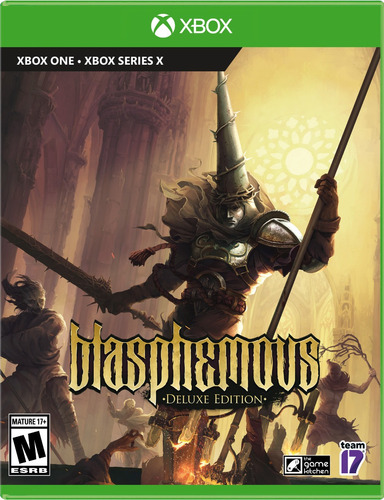 XBOX
XBOX ONE • XBOX SERIES X
blasphemous
•DELUXE EDITION•
MATURE 17+
M
ESRB
the game kitchen
team 17